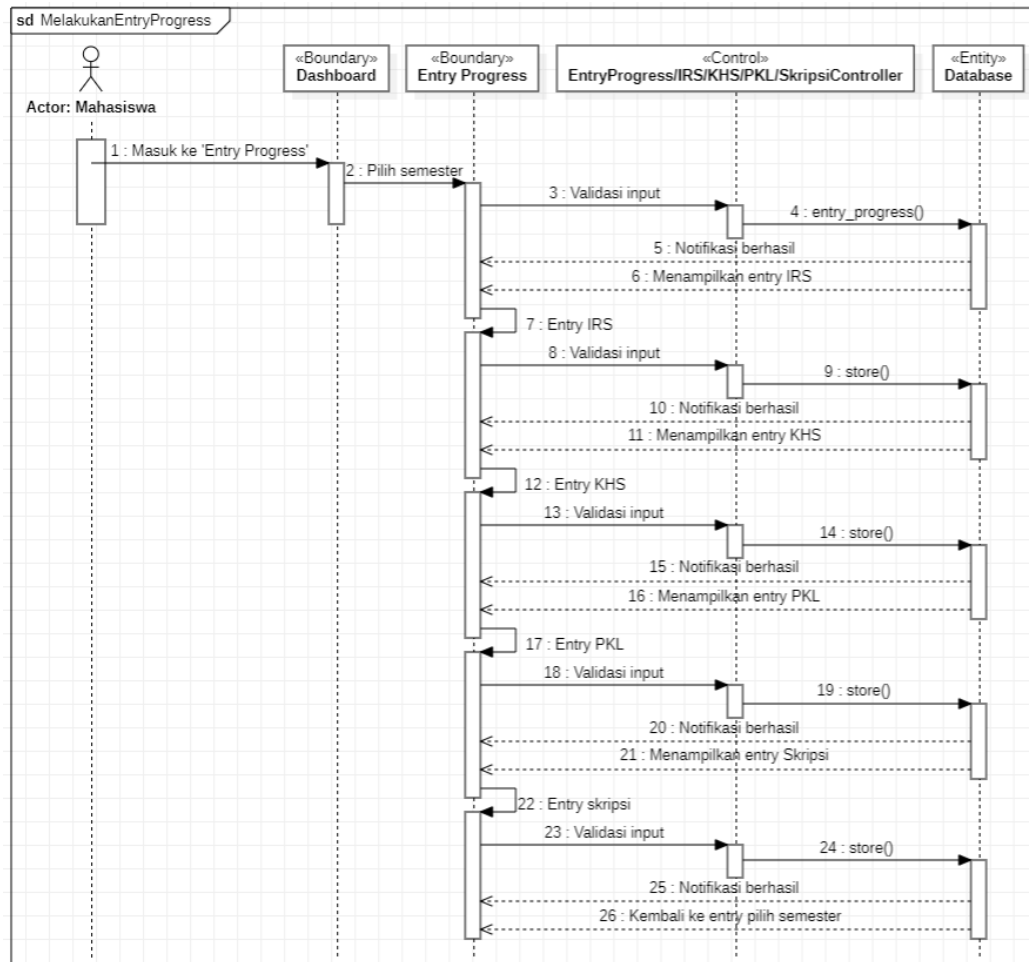 sd MelakukanEntryProgress
Actor: Mahasiswa
«Boundary»
Dashboard
«Boundary»
Entry Progress
«Control»
EntryProgress/IRS/KHS/PKL/SkripsiController
«Entity»
Database
1 : Masuk ke 'Entry Progress'
2 : Pilih semester
3 : Validasi input
4 : entry_progress()
5 : Notifikasi berhasil
6 : Menampilkan entry IRS
7 : Entry IRS
8 : Validasi input
9 : store()
10 : Notifikasi berhasil
11 : Menampilkan entry KHS
12 : Entry KHS
13 : Validasi input
14 : store()
15 : Notifikasi berhasil
16 : Menampilkan entry PKL
17 : Entry PKL
18 : Validasi input
19 : store()
20 : Notifikasi berhasil
21 : Menampilkan entry Skripsi
22 : Entry skripsi
23 : Validasi input
24 : store()
25 : Notifikasi berhasil
26 : Kembali ke entry pilih semester